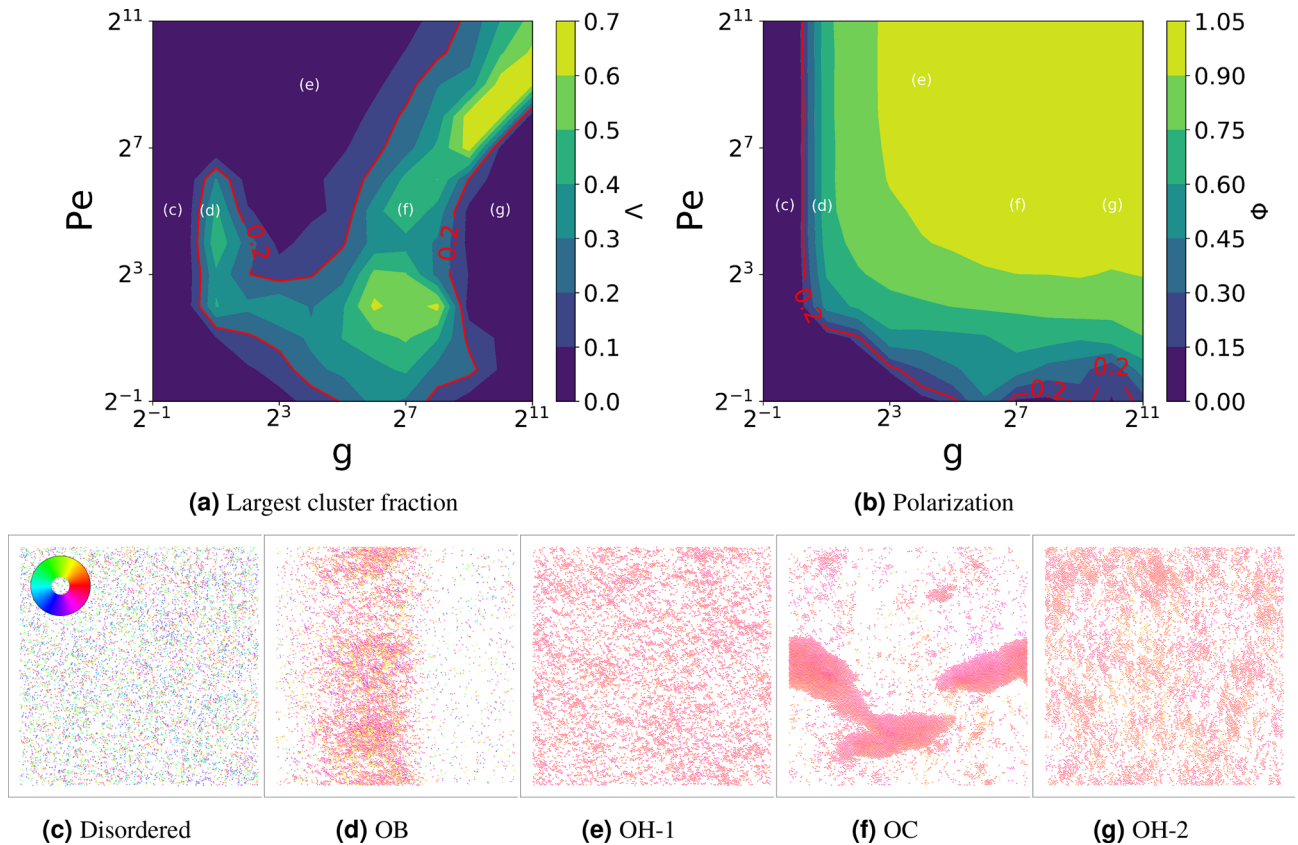 2^11
2^7
2^3
2^-1
Pe
2^-1
2^3
2^7
2^11
g
(c)
(d)
(e)
(f)
(g)
0.2
0.2
0.7
0.6
0.5
0.4
0.3
0.2
0.1
0.0
Λ
(a) Largest cluster fraction
2^11
2^7
2^3
2^-1
Pe
2^-1
2^3
2^7
2^11
g
(c)
(d)
(e)
(f)
(g)
0.2
0.2
0.2
1.05
0.90
0.75
0.60
0.45
0.30
0.15
0.00
Φ
(b) Polarization
(c) Disordered
(d) OB
(e) OH-1
(f) OC
(g) OH-2